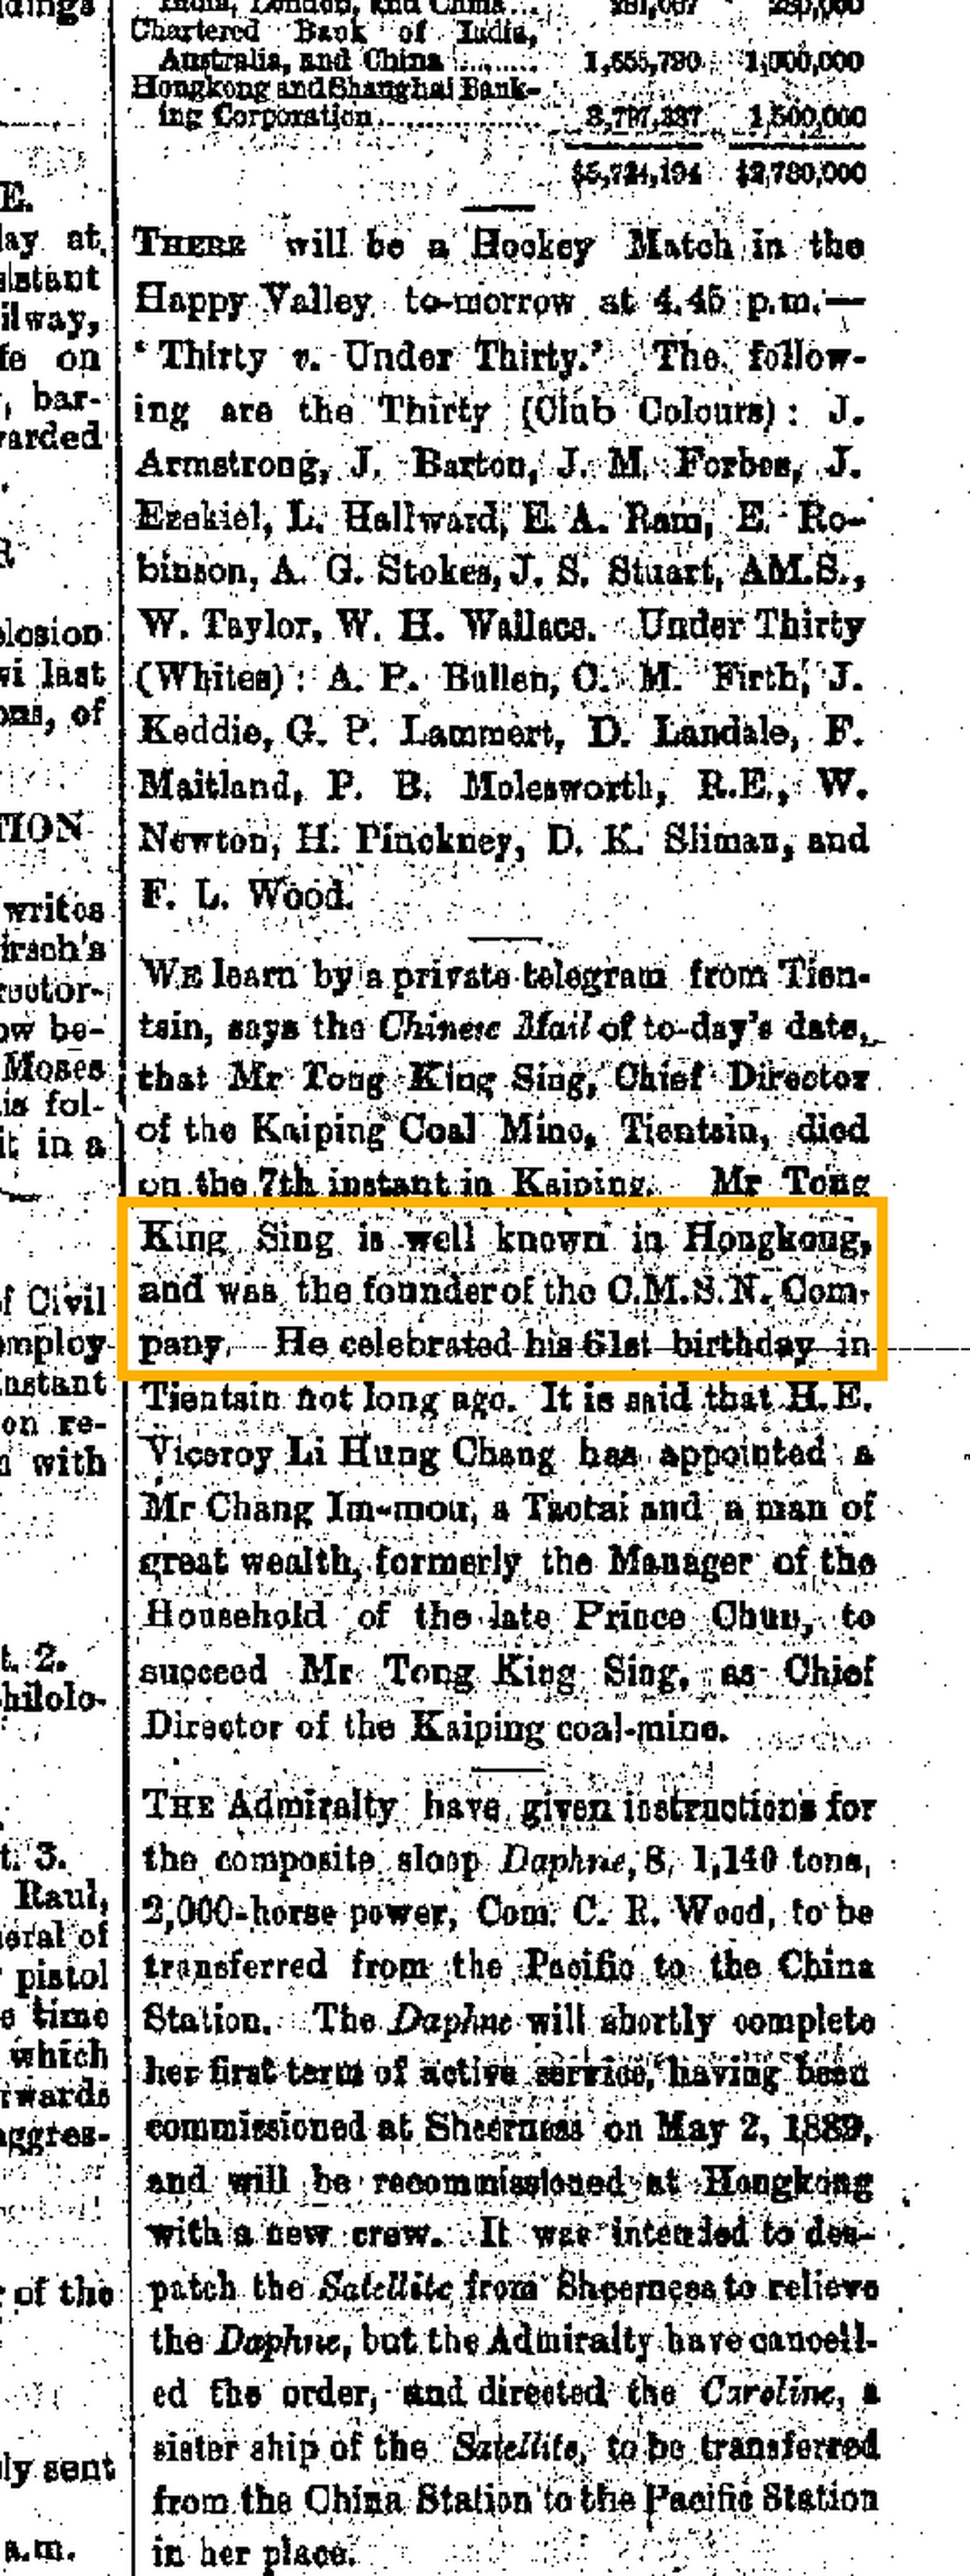 India, London, and China...
Chartered Bank of India,
Australia, and China ......... 1,000,000
Hongkong and Shanghai Bank-
ing Corporation.................. 1,500,000
$2,780,000
THERE will be a Hockey Match in the
Happy Valley to-morrow at 4.45 p.m.—
‘Thirty v. Under Thirty.’ The follow-
ing are the Thirty (Club Colours): J.
Armstrong, J. Barton, J. M. Forbes, J.
Ezekiel, L. Hallward, E. A. Ram, E. Ro-
binson, A. G. Stokes, J. S. Stuart, AM.S.,
W. Taylor, W. H. Wallace. Under Thirty
(Whites): A. P. Bullen, C. M. Firth, J.
Keddie, G. P. Lammert, D. Landale, F.
Maitland, P. B. Molesworth, R.E., W.
Newton, H. Pinckney, D. K. Sliman, and
F. L. Wood.
WE learn by a private telegram from Tien-
tsin, says the Chinese Mail of to-day's date,
that Mr Tong King Sing, Chief Director
of the Kaiping Coal Mine, Tientsin, died
on the 7th instant in Kaiping. Mr Tong
King Sing is well known in Hongkong,
and was the founder of the C.M.S.N. Com-
pany. He celebrated his 61st birthday in
Tientsin not long ago. It is said that H.E.
Viceroy Li Hung Chang has appointed a
Mr Chang Im-mou, a Taotai and a man of
great wealth, formerly the Manager of the
Household of the late Prince Chun, to
succeed Mr Tong King Sing, as Chief
Director of the Kaiping coal-mine.
THE Admiralty have given instructions for
the composite sloop Daphne, 8, 1,140 tons,
2,000-horse power, Com. C. R. Wood, to be
transferred from the Pacific to the China
Station. The Daphne will shortly complete
her first term of active service, having been
commissioned at Sheerness on May 2, 1889,
and will be recommissioned at Hongkong
with a new crew. It was intended to des-
patch the Satellite from Sheerness to relieve
the Daphne, but the Admiralty have cancell-
ed the order, and directed the Caroline, a
sister ship of the Satellite, to be transferred
from the China Station to the Pacific Station
in her place.